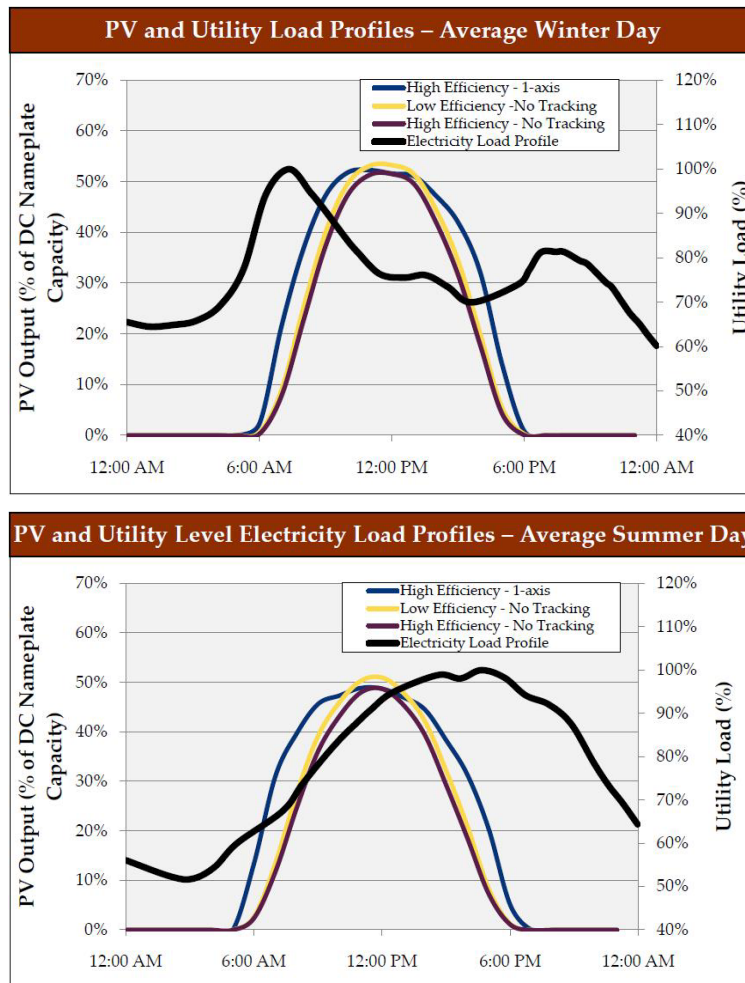 PV and Utility Load Profiles – Average Winter Day
PV Output (% of DC Nameplate
Capacity)
70%
60%
50%
40%
30%
20%
10%
0%
High Efficiency - 1-axis
Low Efficiency -No Tracking
High Efficiency - No Tracking
Electricity Load Profile
120%
110%
100%
90%
80%
70%
60%
50%
40%
Utility Load (%)
12:00 AM 6:00 AM 12:00 PM 6:00 PM 12:00 AM
PV and Utility Level Electricity Load Profiles – Average Summer Day
PV Output (% of DC Nameplate
Capacity)
70%
60%
50%
40%
30%
20%
10%
0%
High Efficiency - 1-axis
Low Efficiency - No Tracking
High Efficiency - No Tracking
Electricity Load Profile
120%
110%
100%
90%
80%
70%
60%
50%
40%
Utility Load (%)
12:00 AM 6:00 AM 12:00 PM 6:00 PM 12:00 AM